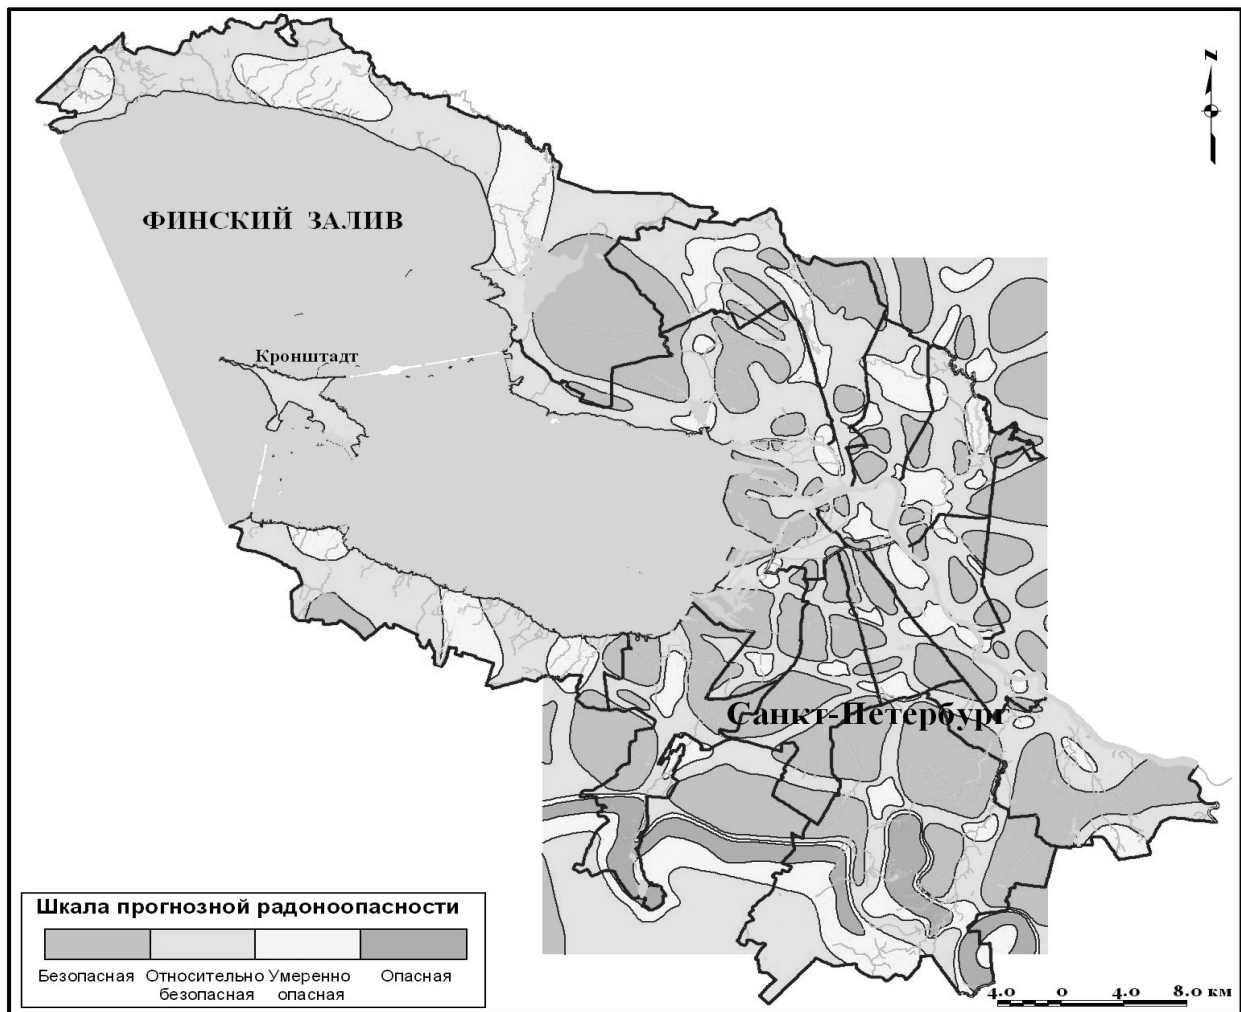 z
ФИНСКИЙ ЗАЛИВ
Кронштадт
Санкт-Петербург
Шкала прогнозной радоноопасности
Безопасная Относительно безопасная Умеренно опасная Опасная
4.0 0 4.0 8.0 км